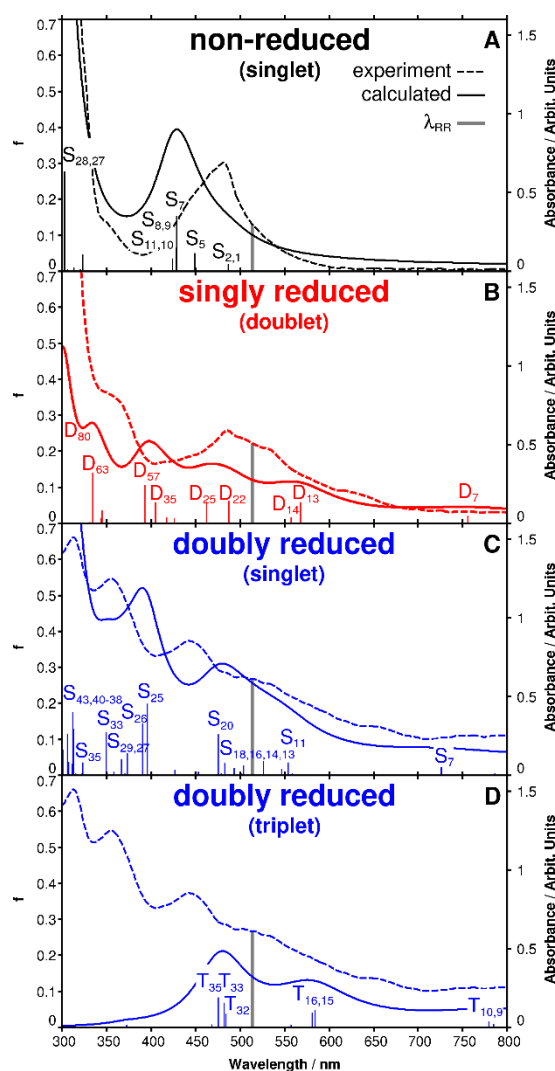 non-reduced
(singlet)
A
experiment
calculated
λRR
S28,27
S7
S8,9
S11,10
S5
S2,1
0.7
0.6
0.5
0.4
0.3
0.2
0.1
0
f
1.5
1
0.5
0
Absorbance / Arbit. Units
singly reduced
(doublet)
B
D80
D63
D57
D35
D25
D22
D14
D13
D7
0.7
0.6
0.5
0.4
0.3
0.2
0.1
0
f
1.5
1
0.5
0
Absorbance / Arbit. Units
doubly reduced
(singlet)
C
S43,40-38
S33
S35
S29,27
S26
S25
S20
S18,16,14,13
S11
S7
0.7
0.6
0.5
0.4
0.3
0.2
0.1
0
f
1.5
1
0.5
0
Absorbance / Arbit. Units
doubly reduced
(triplet)
D
T35
T33
T32
T16,15
T10,9
0.7
0.6
0.5
0.4
0.3
0.2
0.1
0
f
1.5
1
0.5
0
Absorbance / Arbit. Units
300 350 400 450 500 550 600 650 700 750 800
Wavelength / nm